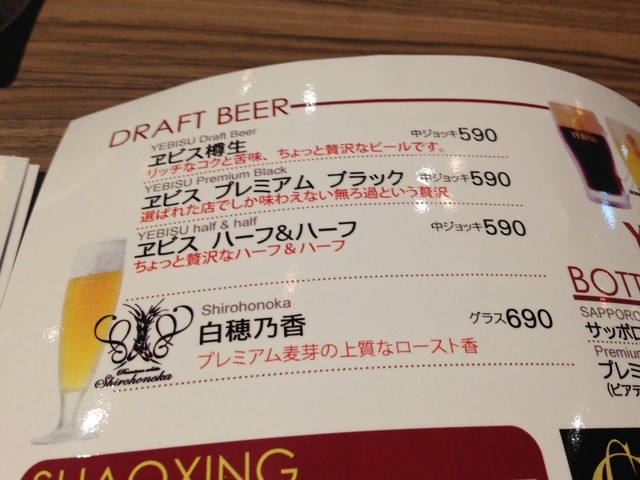 DRAFT BEER
YEBISU Draft Beer
ヱビス樽生 中ジョッキ590
リッチなコクと苦味、ちょっと贅沢なビールです。
YEBISU Premium Black
ヱビス プレミアム ブラック 中ジョッキ590
選ばれた店でしか味わえない無ろ過という贅沢
YEBISU half & half
ヱビス ハーフ&ハーフ 中ジョッキ590
ちょっと贅沢なハーフ&ハーフ
Shirohonoka
白穂乃香 グラス690
プレミアム麦芽の上質なロースト香
Premium white
Shirohonoka
YEBISU
Y
BOTT
SAPPORO
サッポロ
Premium
プレミ
(ビアテ
SHAOXING